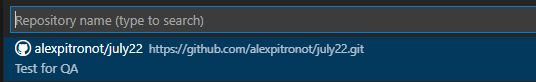 Repository name (type to search)
alexpitronot/july22 https://github.com/alexpitronot/july22.git
Test for QA